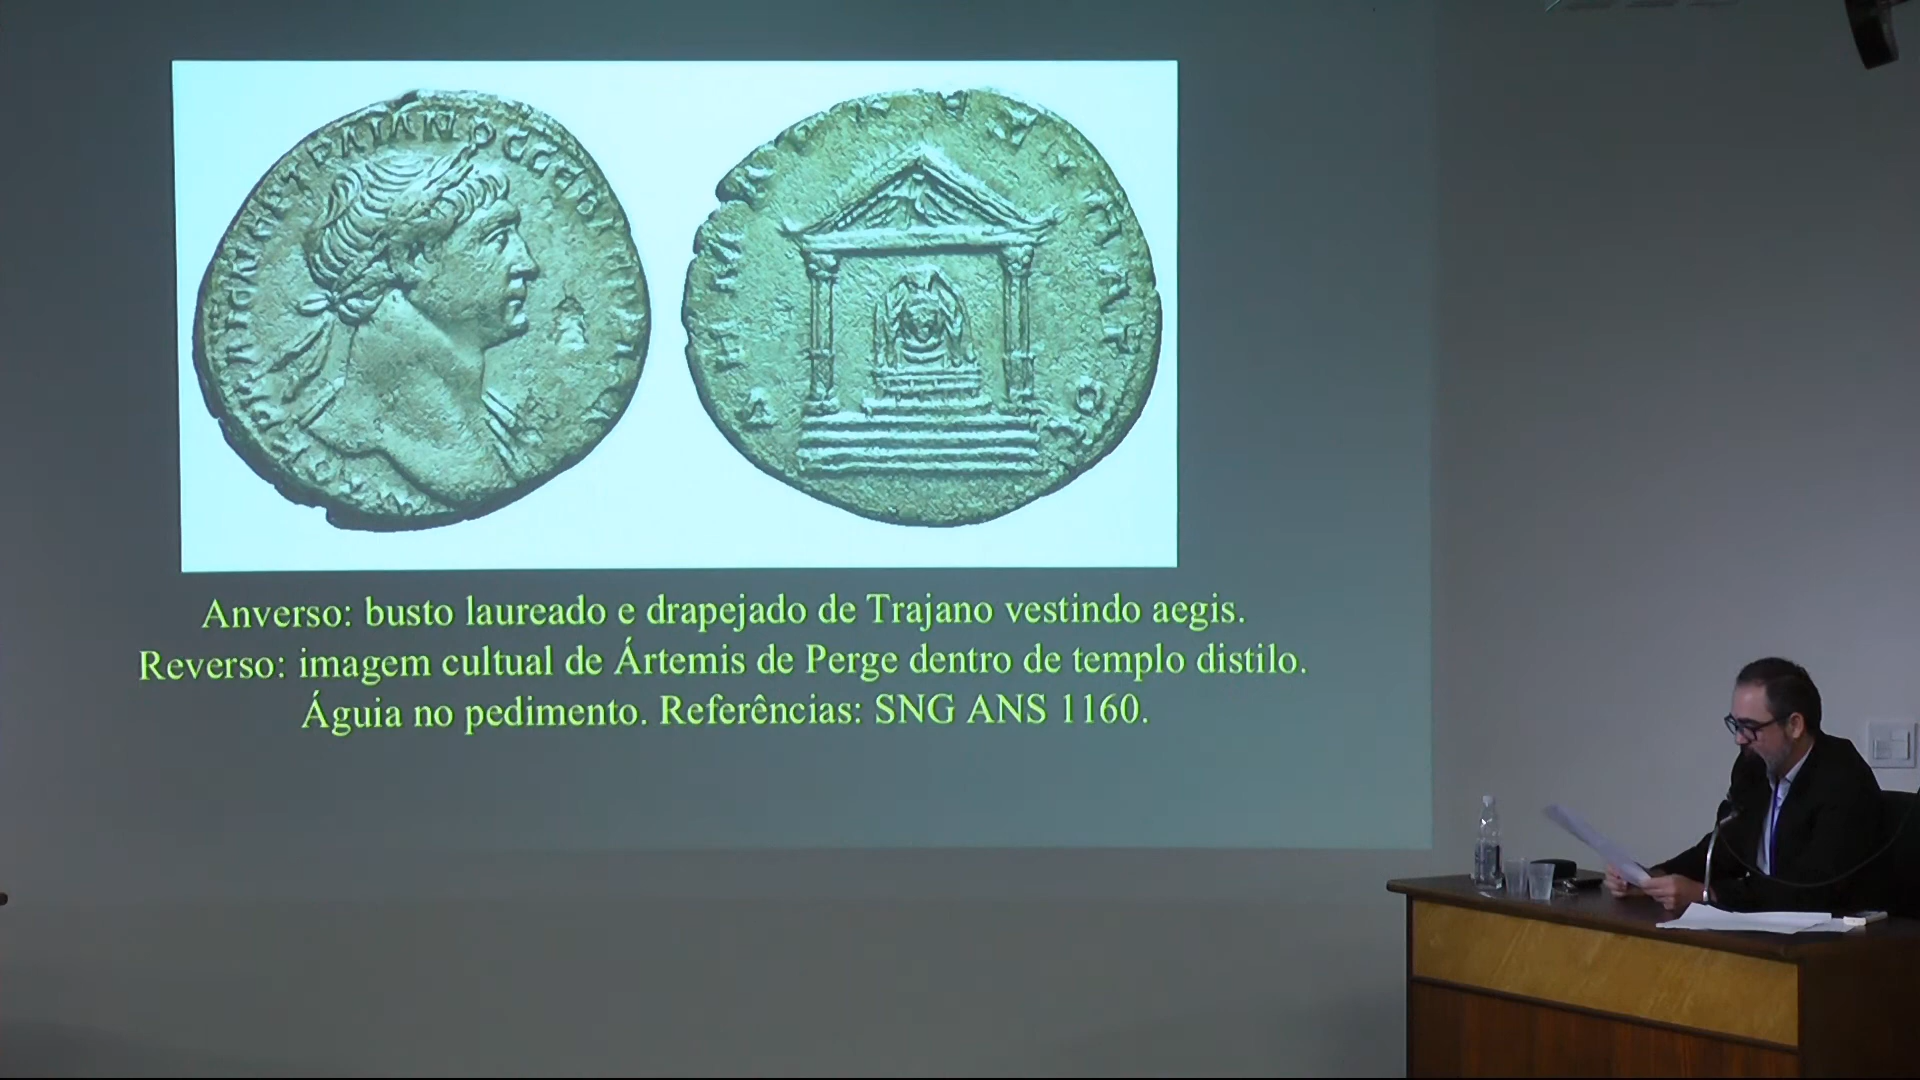 Anverso: busto laureado e drapejado de Trajano vestindo aegis.
Reverso: imagem cultual de Ártemis de Perge dentro de templo distilo.
Águia no pedimento. Referências: SNG ANS 1160.